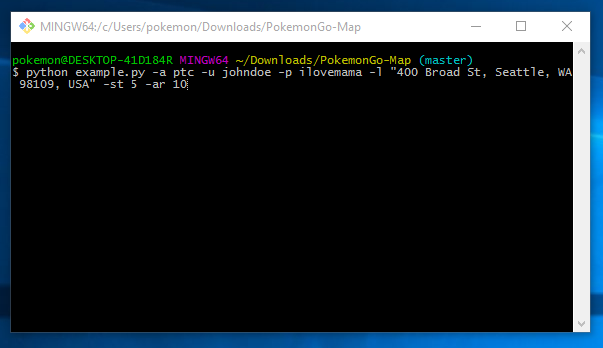 MINGW64:/c/Users/pokemon/Downloads/PokemonGo-Map
pokemon@DESKTOP-41D184R MINGW64 ~/Downloads/PokemonGo-Map (master)
$ python example.py -a ptc -u johndoe -p ilovemama -l "400 Broad St, Seattle, WA
98109, USA" -st 5 -ar 10